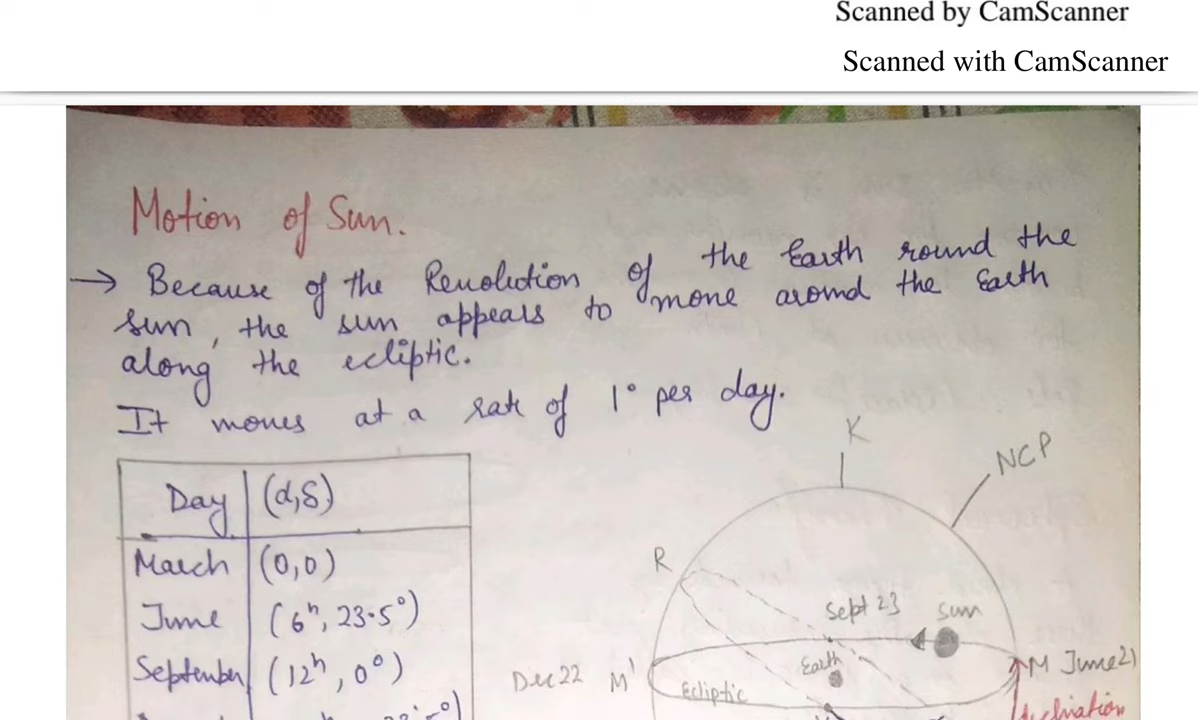 Scanned by CamScanner
Scanned with CamScanner
Motion of Sun.
→ Because of the Revolution of the Earth round the
sun, the sun appears to move around the Earth
along the ecliptic.
It moves at a rate of 1° per day.
K
NCP
Day (α,δ)
March (0,0)
R
June (6h, 23.5°)
Sept 23 Sun
September (12h, 0°)
Earth
M June 21
Dec 22 M'
Ecliptic